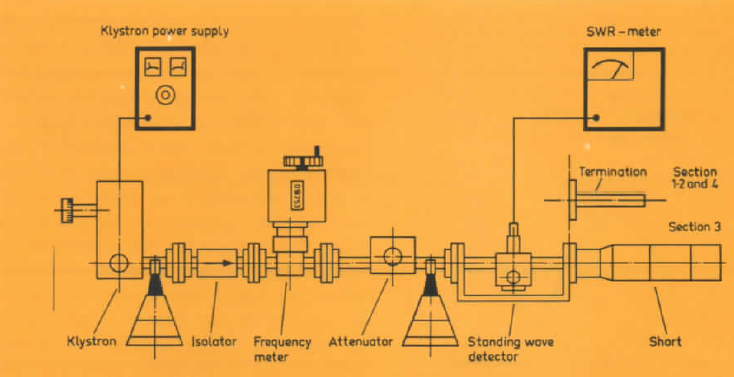 Klystron power supply
SWR-meter
Termination
Section
1-2 and 4
Section 3
Klystron
Isolator
Frequency
meter
Attenuator
Standing wave
detector
Short